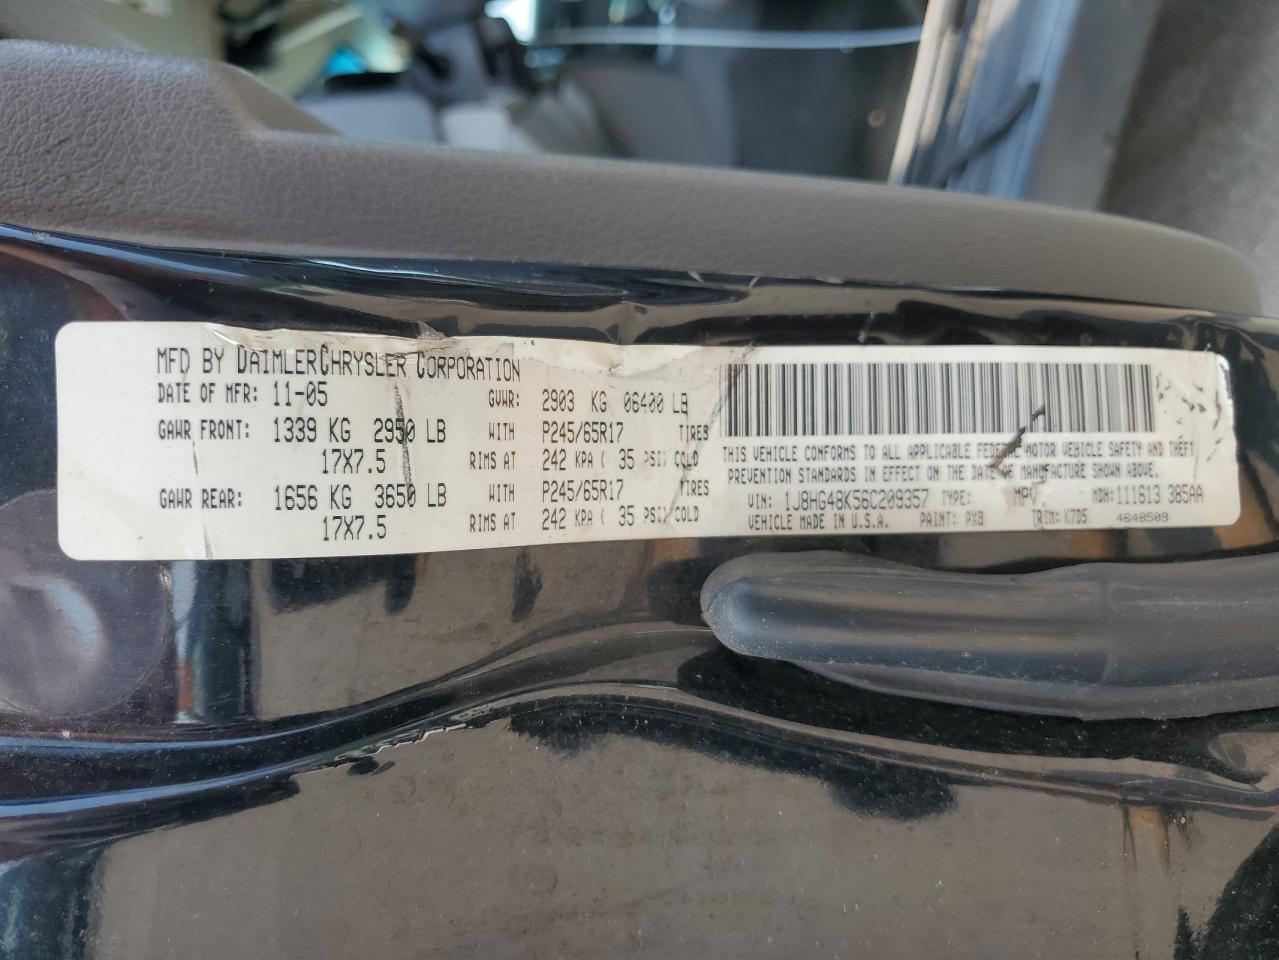 MFD BY DAIMLERCHRYSLER CORPORATION
DATE OF MFR: 11-05 GVWR: 2903 KG 06400 LB
GAWR FRONT: 1339 KG 2950 LB WITH P245/65R17 TIRES
17X7.5 RIMS AT 242 KPA ( 35 PSI) COLD
GAWR REAR: 1656 KG 3650 LB WITH P245/65R17 TIRES
17X7.5 RIMS AT 242 KPA ( 35 PSI) COLD
THIS VEHICLE CONFORMS TO ALL APPLICABLE FEDERAL MOTOR VEHICLE SAFETY AND THEFT
PREVENTION STANDARDS IN EFFECT ON THE DATE OF MANUFACTURE SHOWN ABOVE.
VIN: 1J8HG48K56C209357 TYPE: MPV MDH: 111613 385AA
VEHICLE MADE IN U.S.A. PAINT: PX8 TRIM: K7D5 4648509